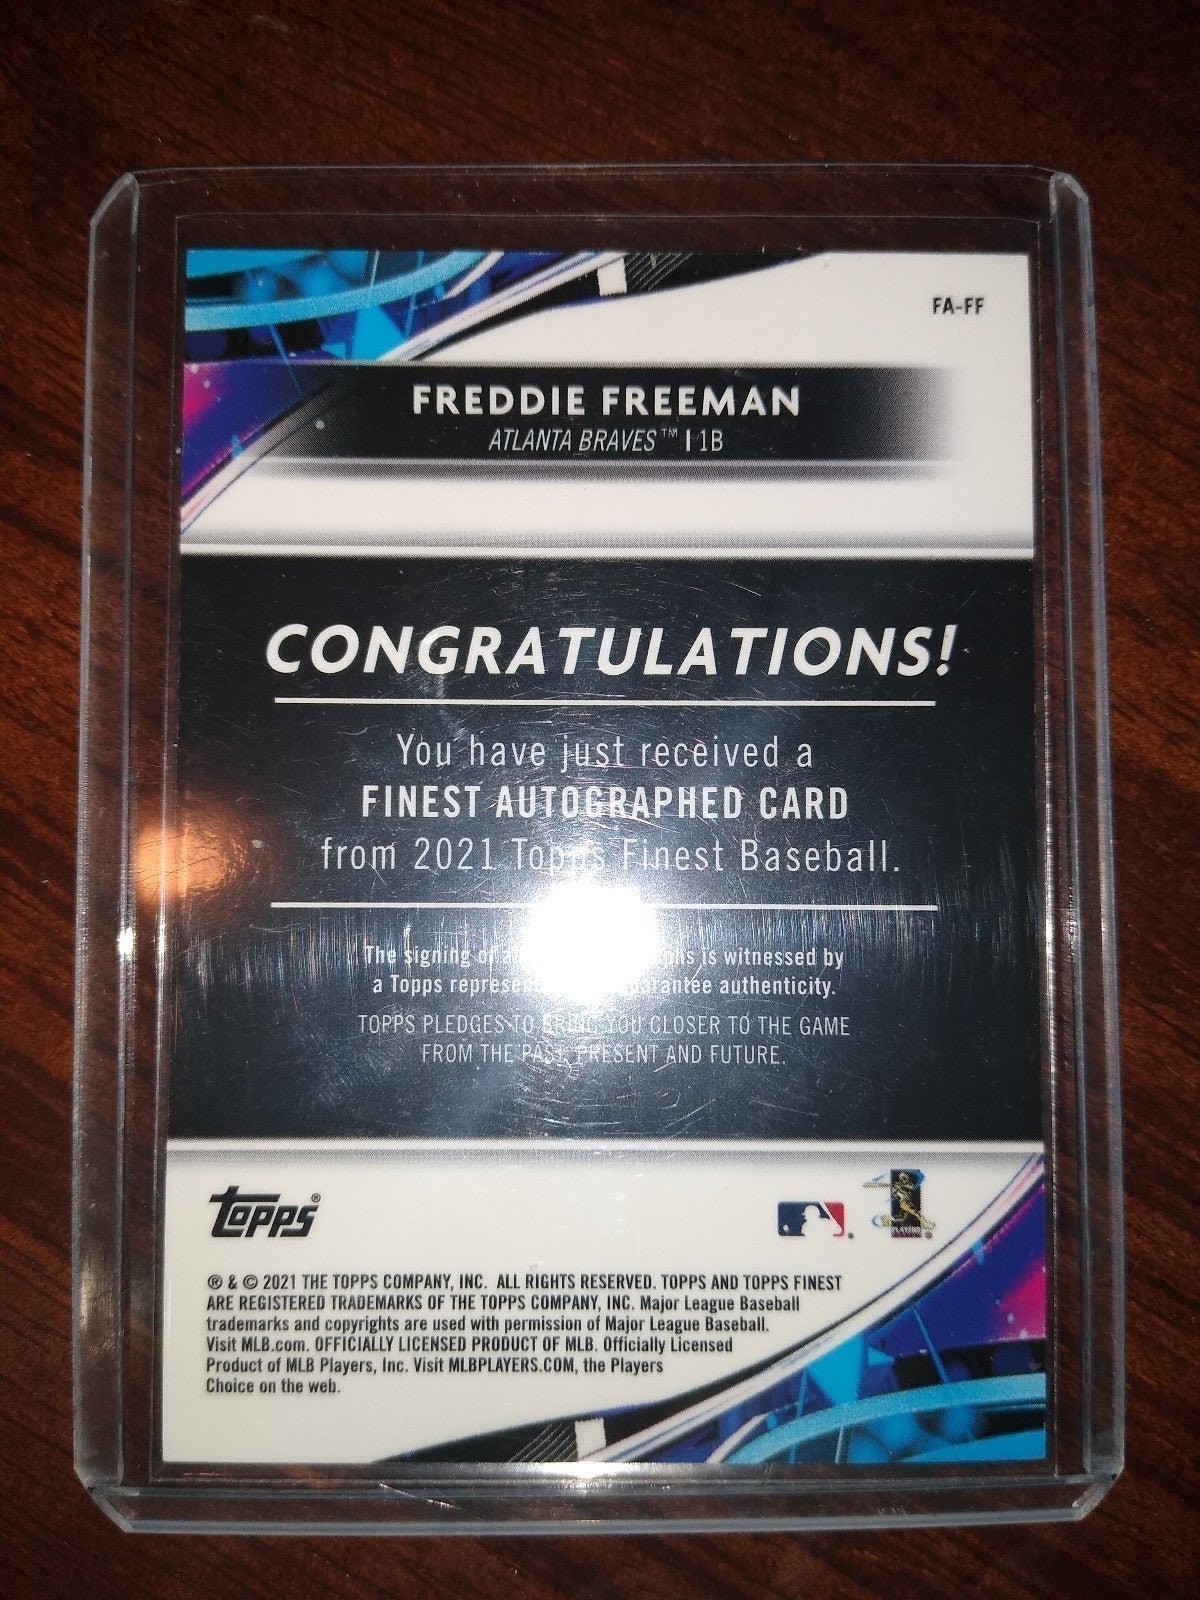 FA-FF
FREDDIE FREEMAN
ATLANTA BRAVES™ | 1B
CONGRATULATIONS!
You have just received a
FINEST AUTOGRAPHED CARD
from 2021 Topps Finest Baseball.
The signing of is witnessed by
a Topps guarantee authenticity.
TOPPS PLEDGES TO BRING YOU CLOSER TO THE GAME
FROM THE PAST, PRESENT AND FUTURE.
topps®
® & © 2021 THE TOPPS COMPANY, INC. ALL RIGHTS RESERVED. TOPPS AND TOPPS FINEST
ARE REGISTERED TRADEMARKS OF THE TOPPS COMPANY, INC. Major League Baseball
trademarks and copyrights are used with permission of Major League Baseball.
Visit MLB.com. OFFICIALLY LICENSED PRODUCT OF MLB. Officially Licensed
Product of MLB Players, Inc. Visit MLBPLAYERS.COM, the Players
Choice on the web.